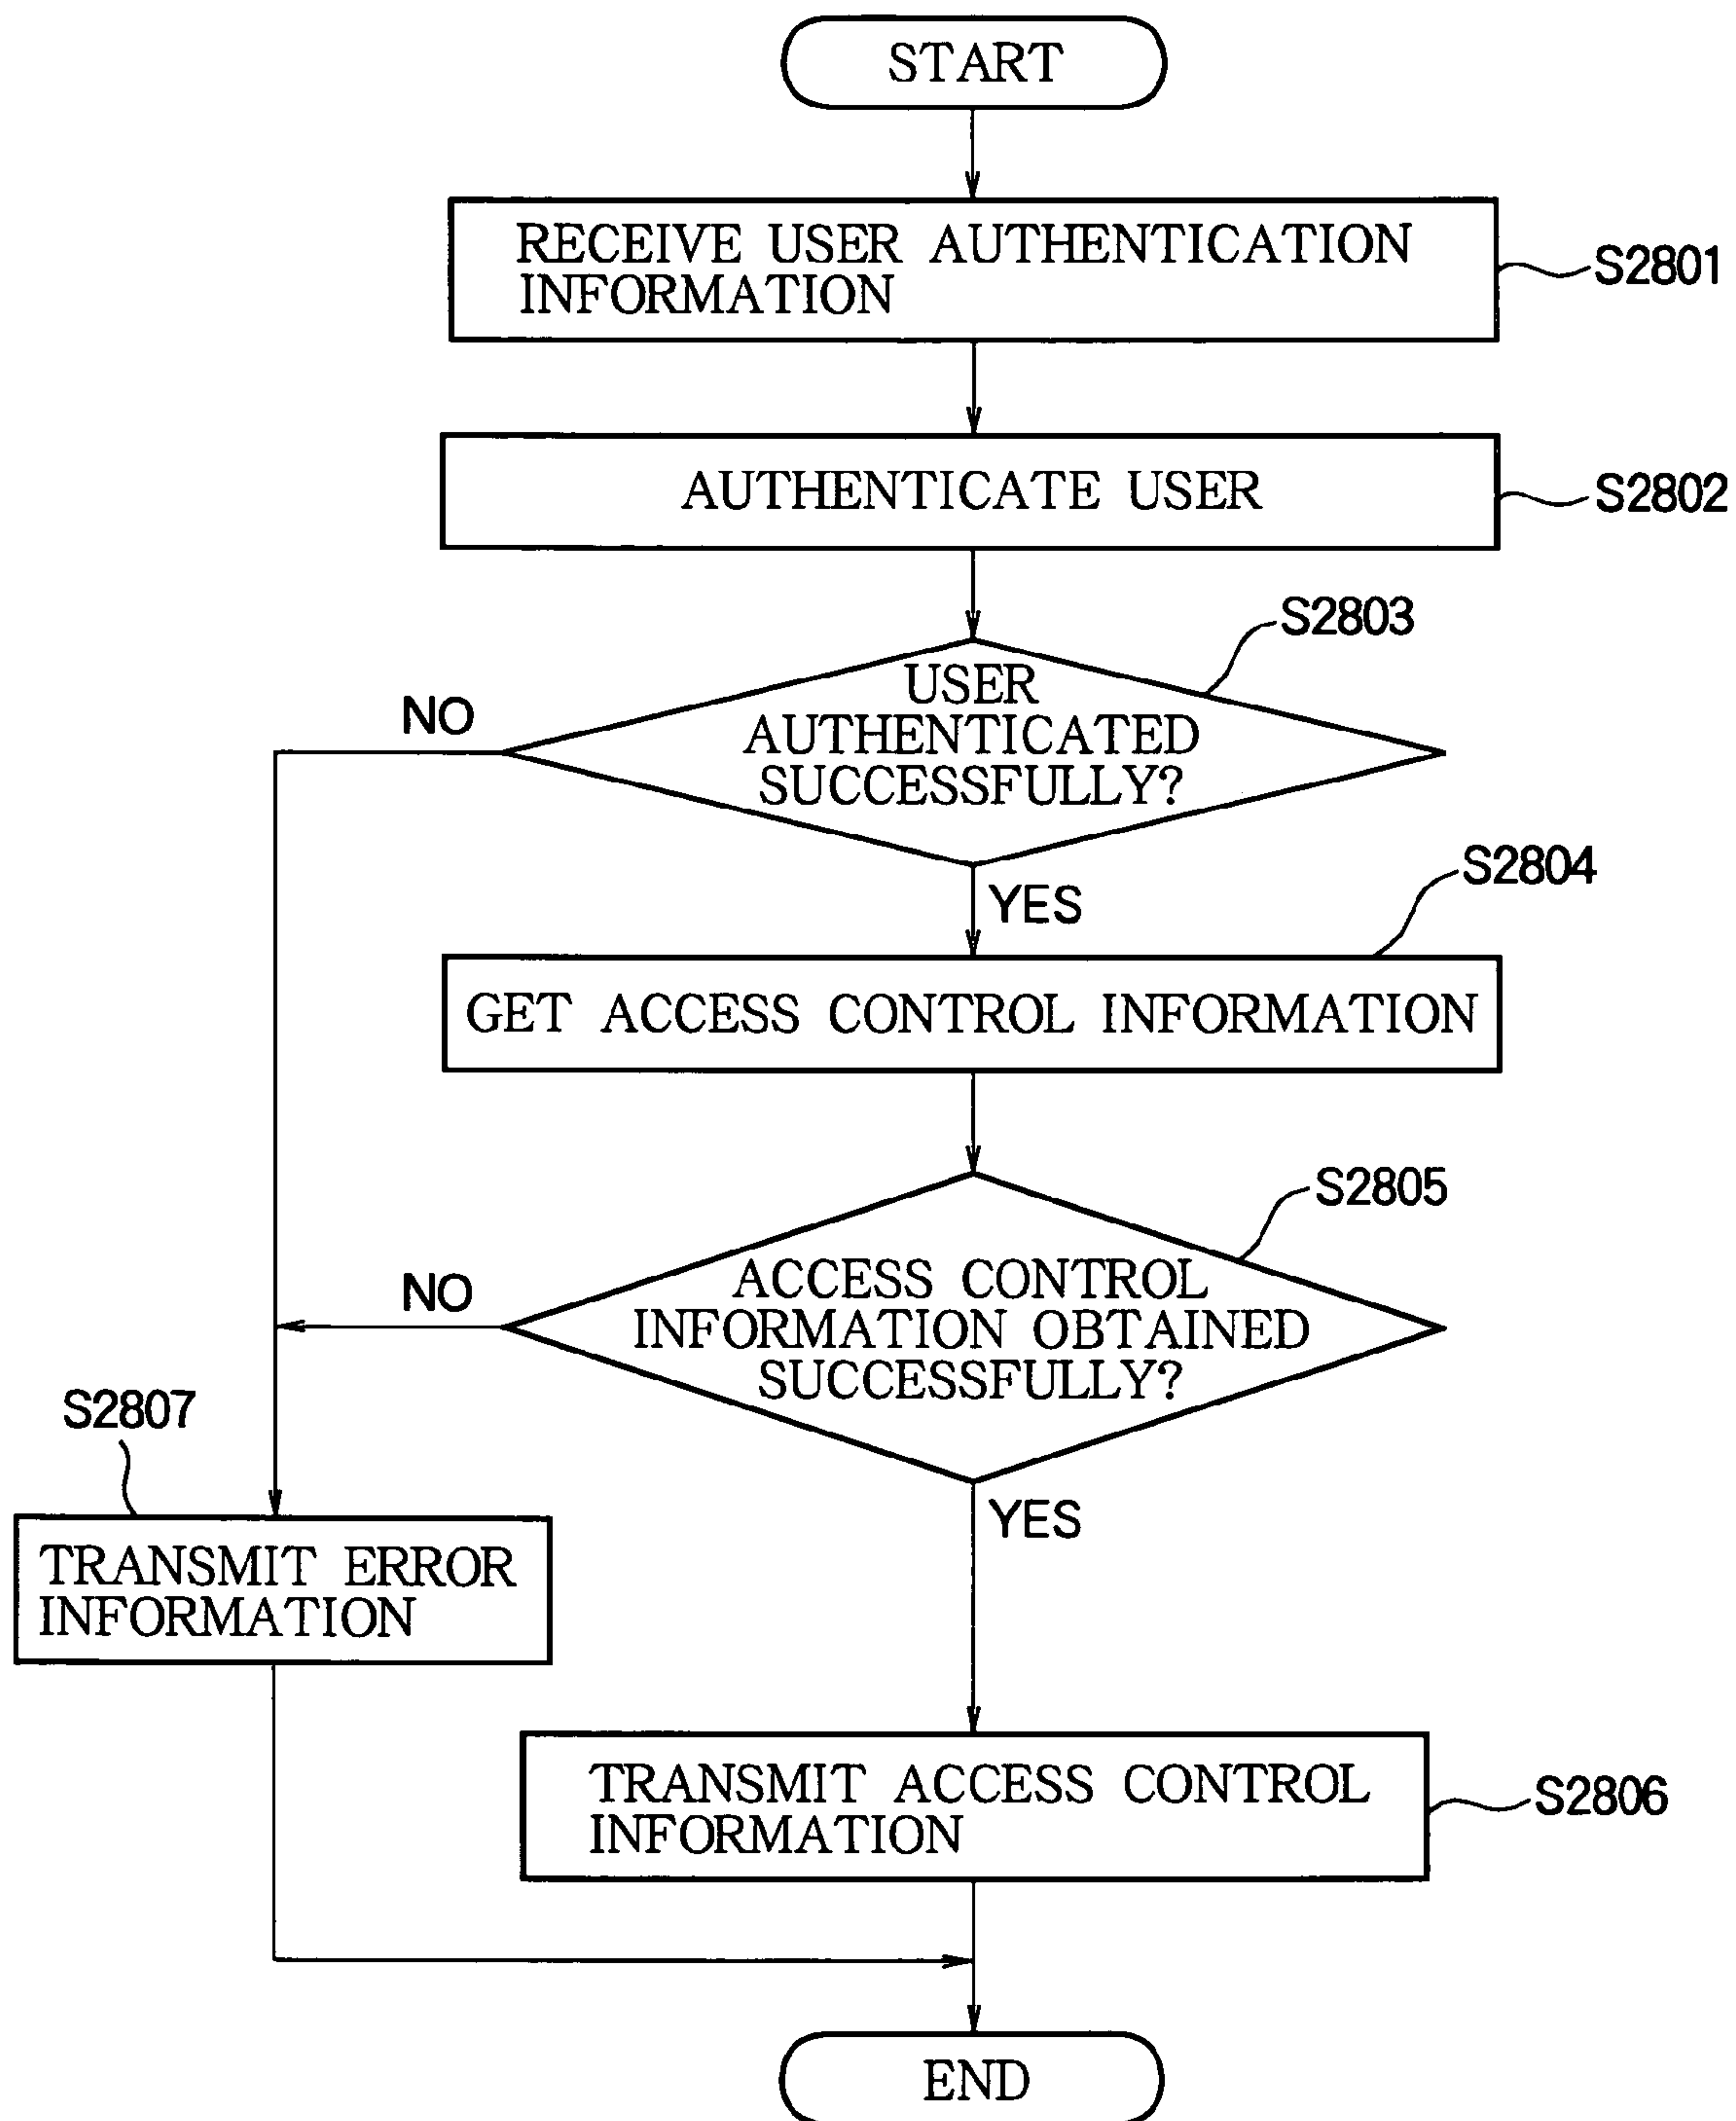 START
RECEIVE USER AUTHENTICATION
INFORMATION
S2801
AUTHENTICATE USER
S2802
S2803
USER
AUTHENTICATED
SUCCESSFULLY?
NO
YES
S2804
GET ACCESS CONTROL INFORMATION
S2805
ACCESS CONTROL
INFORMATION OBTAINED
SUCCESSFULLY?
NO
YES
S2807
TRANSMIT ERROR
INFORMATION
TRANSMIT ACCESS CONTROL
INFORMATION
S2806
END